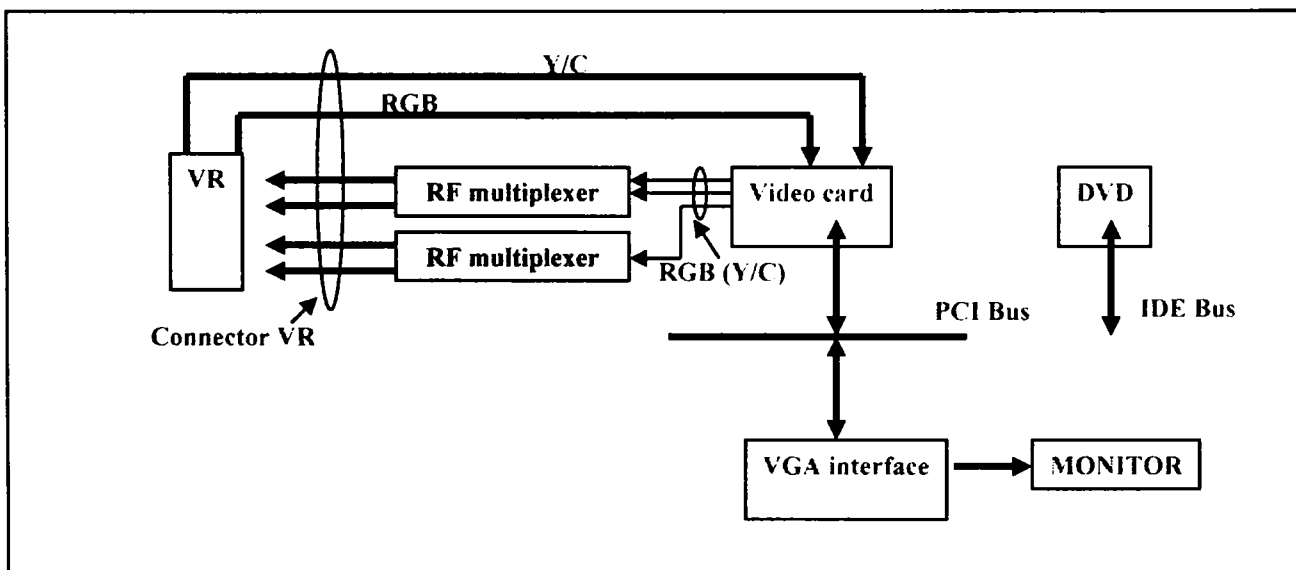 Y/C
RGB
VR
RF multiplexer
Video card
DVD
RF multiplexer
RGB (Y/C)
Connector VR
PCI Bus
IDE Bus
VGA interface
MONITOR